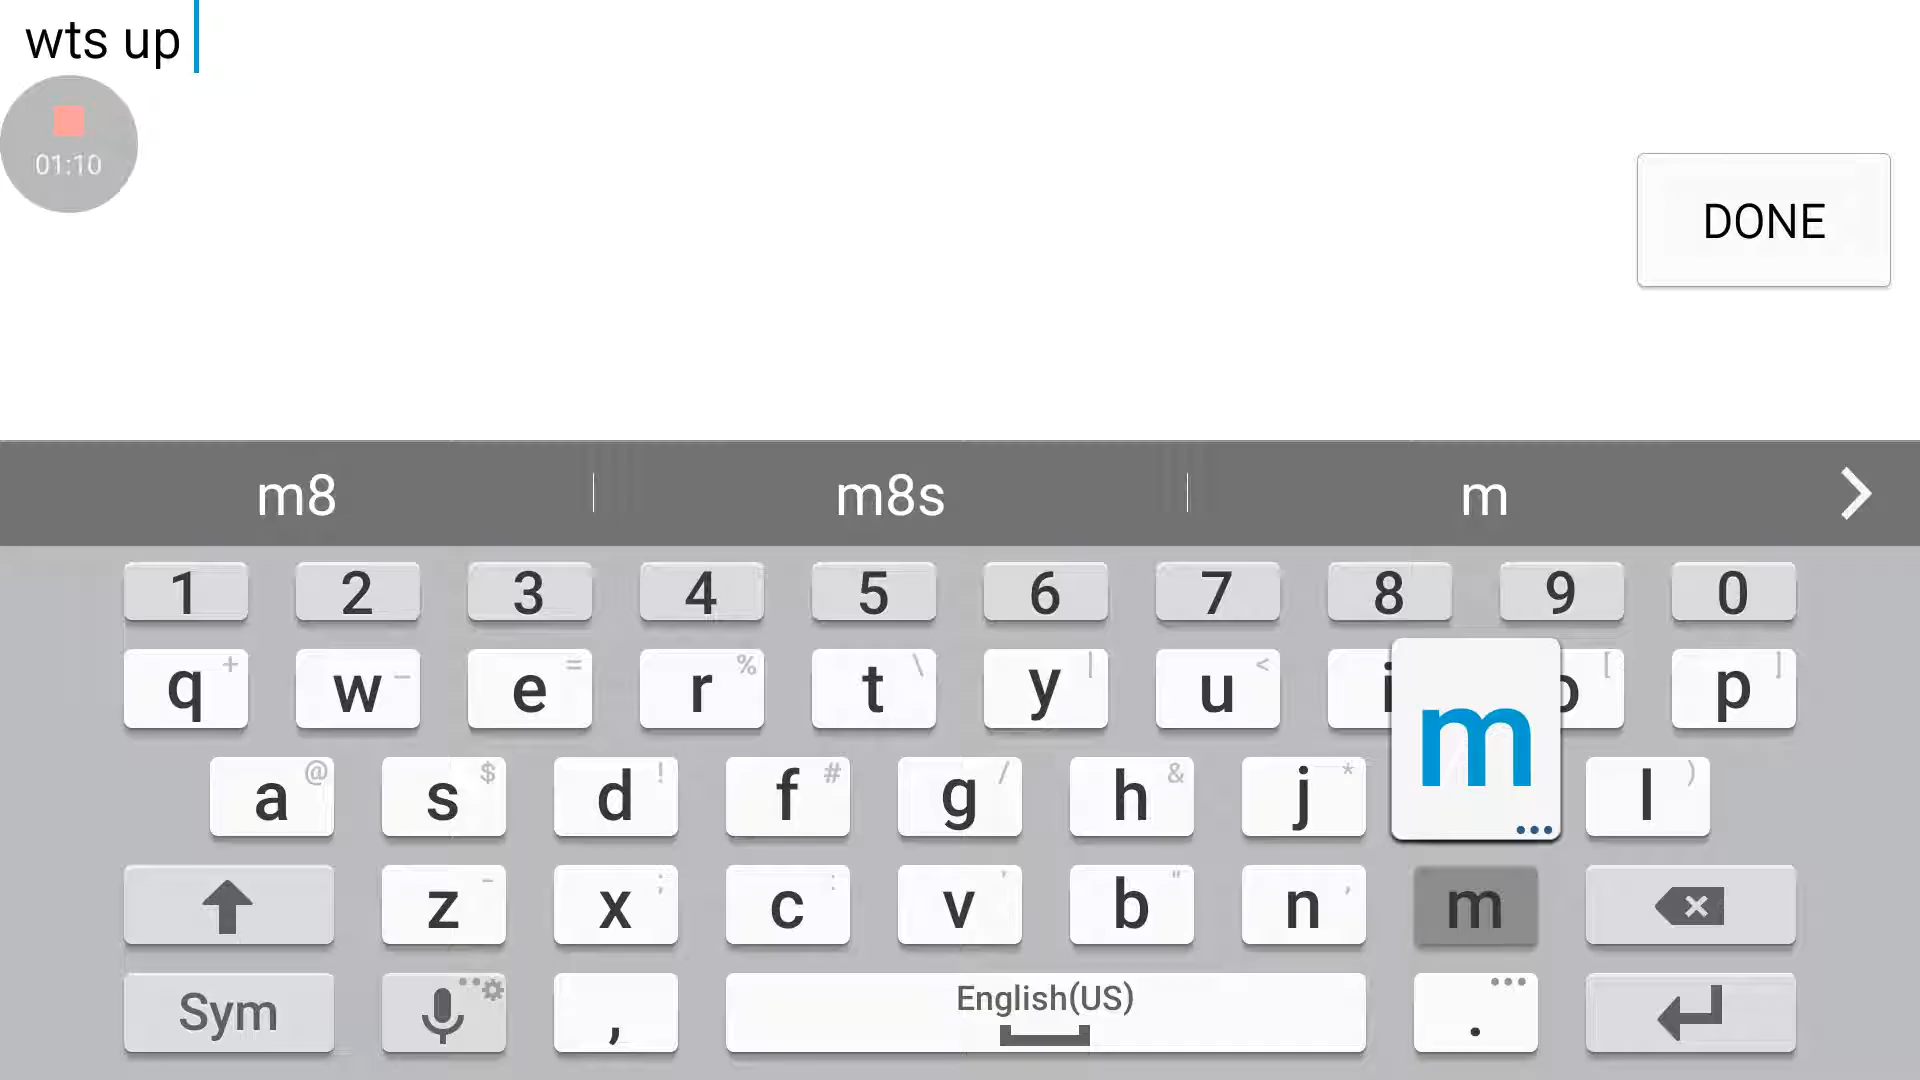 wts up
01:10
DONE
m8 m8s m
1 2 3 4 5 6 7 8 9 0
q + w - e = r % t \ y | u < i m o [ p ]
a @ s $ d ! f # g / h & j * l )
z - x ; c : v ' b " n , m
Sym , English(US) .